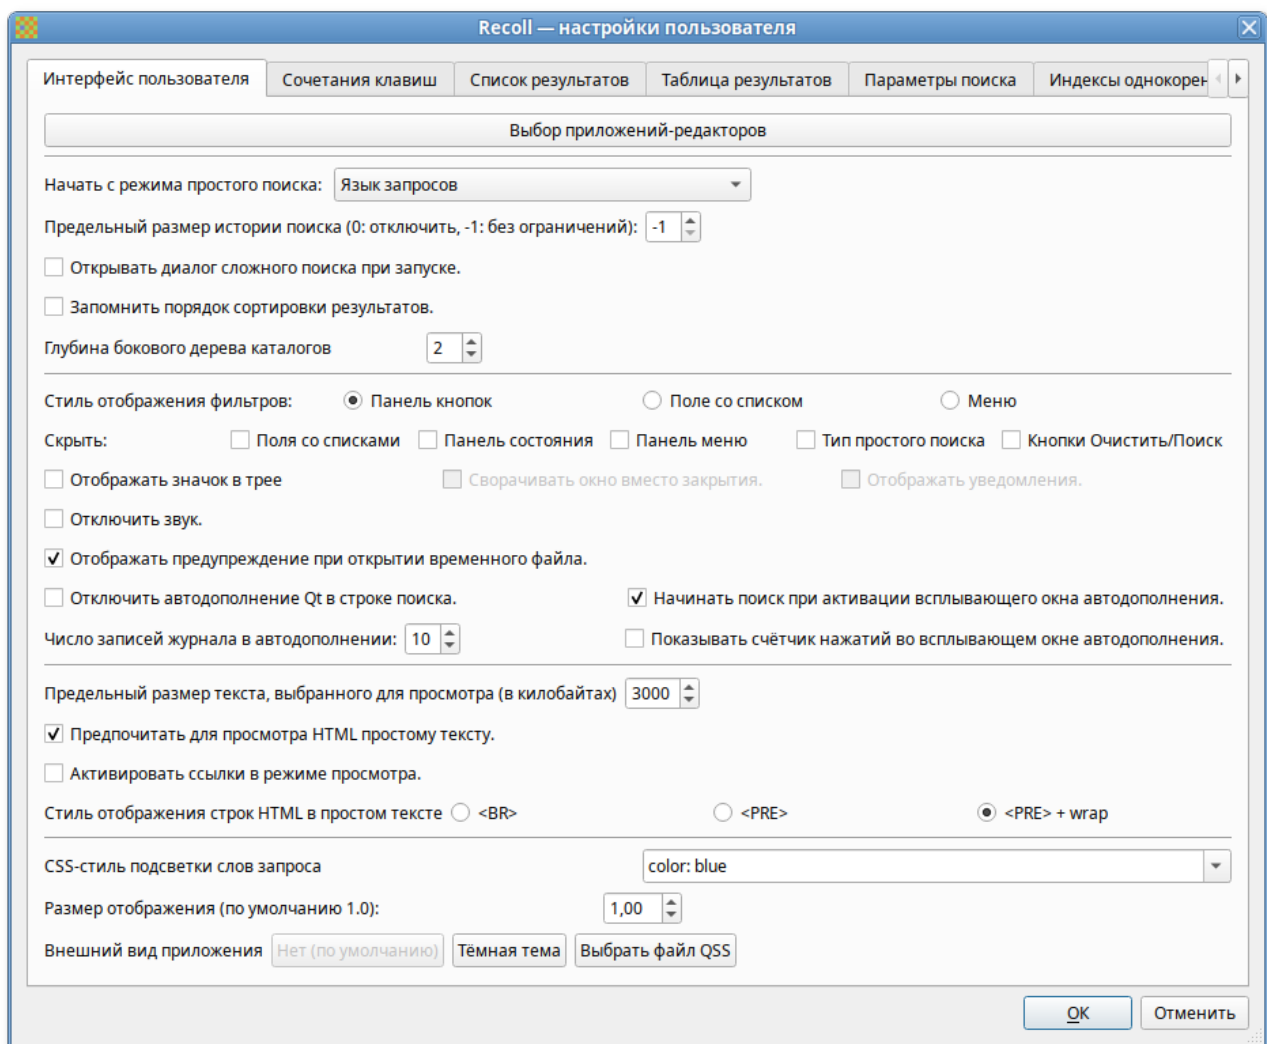 Recoll — настройки пользователя
Интерфейс пользователя Сочетания клавиш Список результатов Таблица результатов Параметры поиска Индексы однокорен
Выбор приложений-редакторов
Начать с режима простого поиска: Язык запросов
Предельный размер истории поиска (0: отключить, -1: без ограничений): -1
Открывать диалог сложного поиска при запуске.
Запомнить порядок сортировки результатов.
Глубина бокового дерева каталогов 2
Стиль отображения фильтров: Панель кнопок Поле со списком Меню
Скрыть: Поля со списками Панель состояния Панель меню Тип простого поиска Кнопки Очистить/Поиск
Отображать значок в трее Сворачивать окно вместо закрытия. Отображать уведомления.
Отключить звук.
Отображать предупреждение при открытии временного файла.
Отключить автодополнение Qt в строке поиска. Начинать поиск при активации всплывающего окна автодополнения.
Число записей журнала в автодополнении: 10 Показывать счётчик нажатий во всплывающем окне автодополнения.
Предельный размер текста, выбранного для просмотра (в килобайтах) 3000
Предпочитать для просмотра HTML простому тексту.
Активировать ссылки в режиме просмотра.
Стиль отображения строк HTML в простом тексте <BR> <PRE> <PRE> + wrap
CSS-стиль подсветки слов запроса color: blue
Размер отображения (по умолчанию 1.0): 1,00
Внешний вид приложения Нет (по умолчанию) Тёмная тема Выбрать файл QSS
OK Отменить